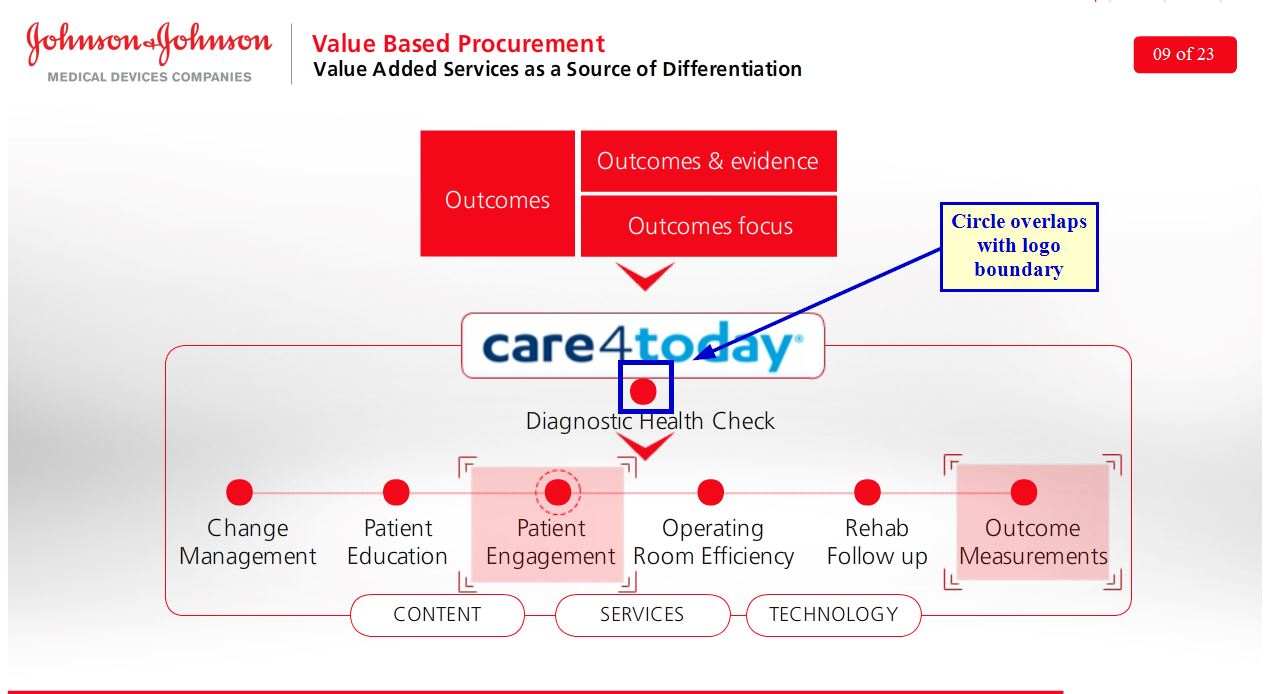 Johnson & Johnson
MEDICAL DEVICES COMPANIES
Value Based Procurement
Value Added Services as a Source of Differentiation
09 of 23
Outcomes
Outcomes & evidence
Outcomes focus
Circle overlaps
with logo
boundary
care4today®
Diagnostic Health Check
Change
Management
Patient
Education
Patient
Engagement
Operating
Room Efficiency
Rehab
Follow up
Outcome
Measurements
CONTENT
SERVICES
TECHNOLOGY